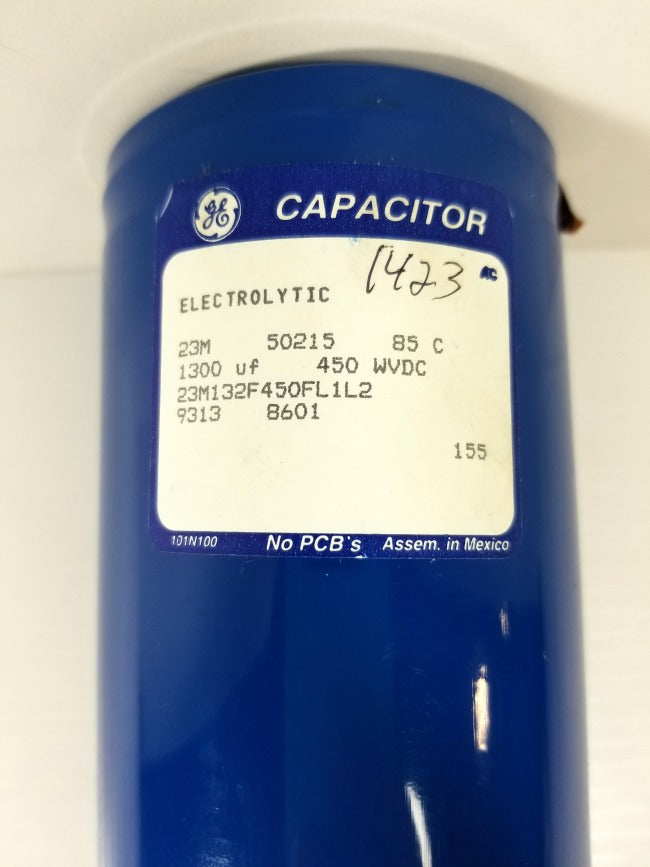 GE CAPACITOR
1423 AC
ELECTROLYTIC
23M 50215 85 C
1300 uf 450 WVDC
23M132F450FL1L2
9313 8601
155
101N100 No PCB's Assem. in Mexico